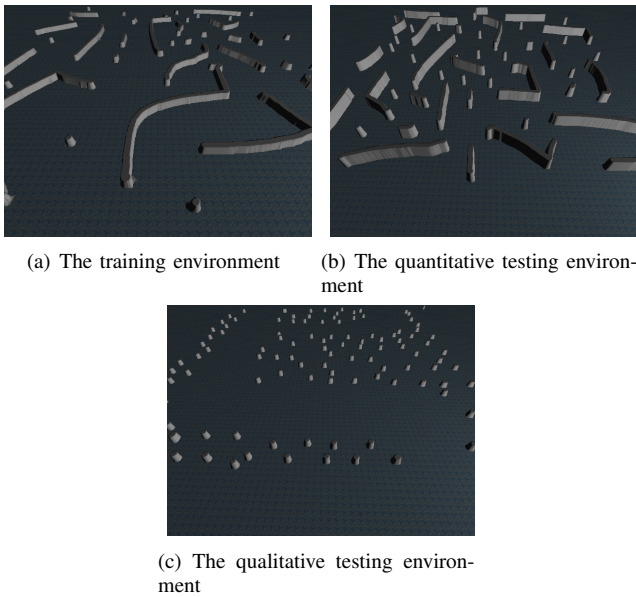 (a) The training environment
(b) The quantitative testing environ-
ment
(c) The qualitative testing environ-
ment